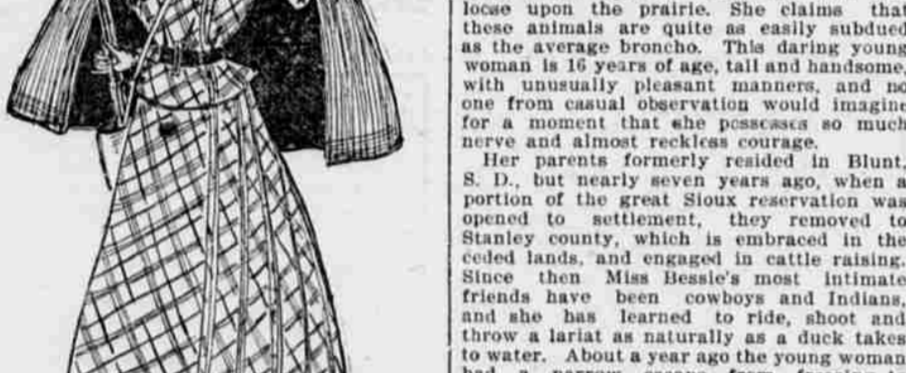 loose upon the prairie. She claims that
these animals are quite as easily subdued
as the average broncho. This daring young
woman is 16 years of age, tall and handsome,
with unusually pleasant manners, and no
one from casual observation would imagine
for a moment that she possesses so much
nerve and almost reckless courage.
Her parents formerly resided in Blunt,
S. D., but nearly seven years ago, when a
portion of the great Sioux reservation was
opened to settlement, they removed to
Stanley county, which is embraced in the
ceded lands, and engaged in cattle raising.
Since then Miss Bessie's most intimate
friends have been cowboys and Indians,
and she has learned to ride, shoot and
throw a lariat as naturally as a duck takes
to water. About a year ago the young woman
had a narrow escape from